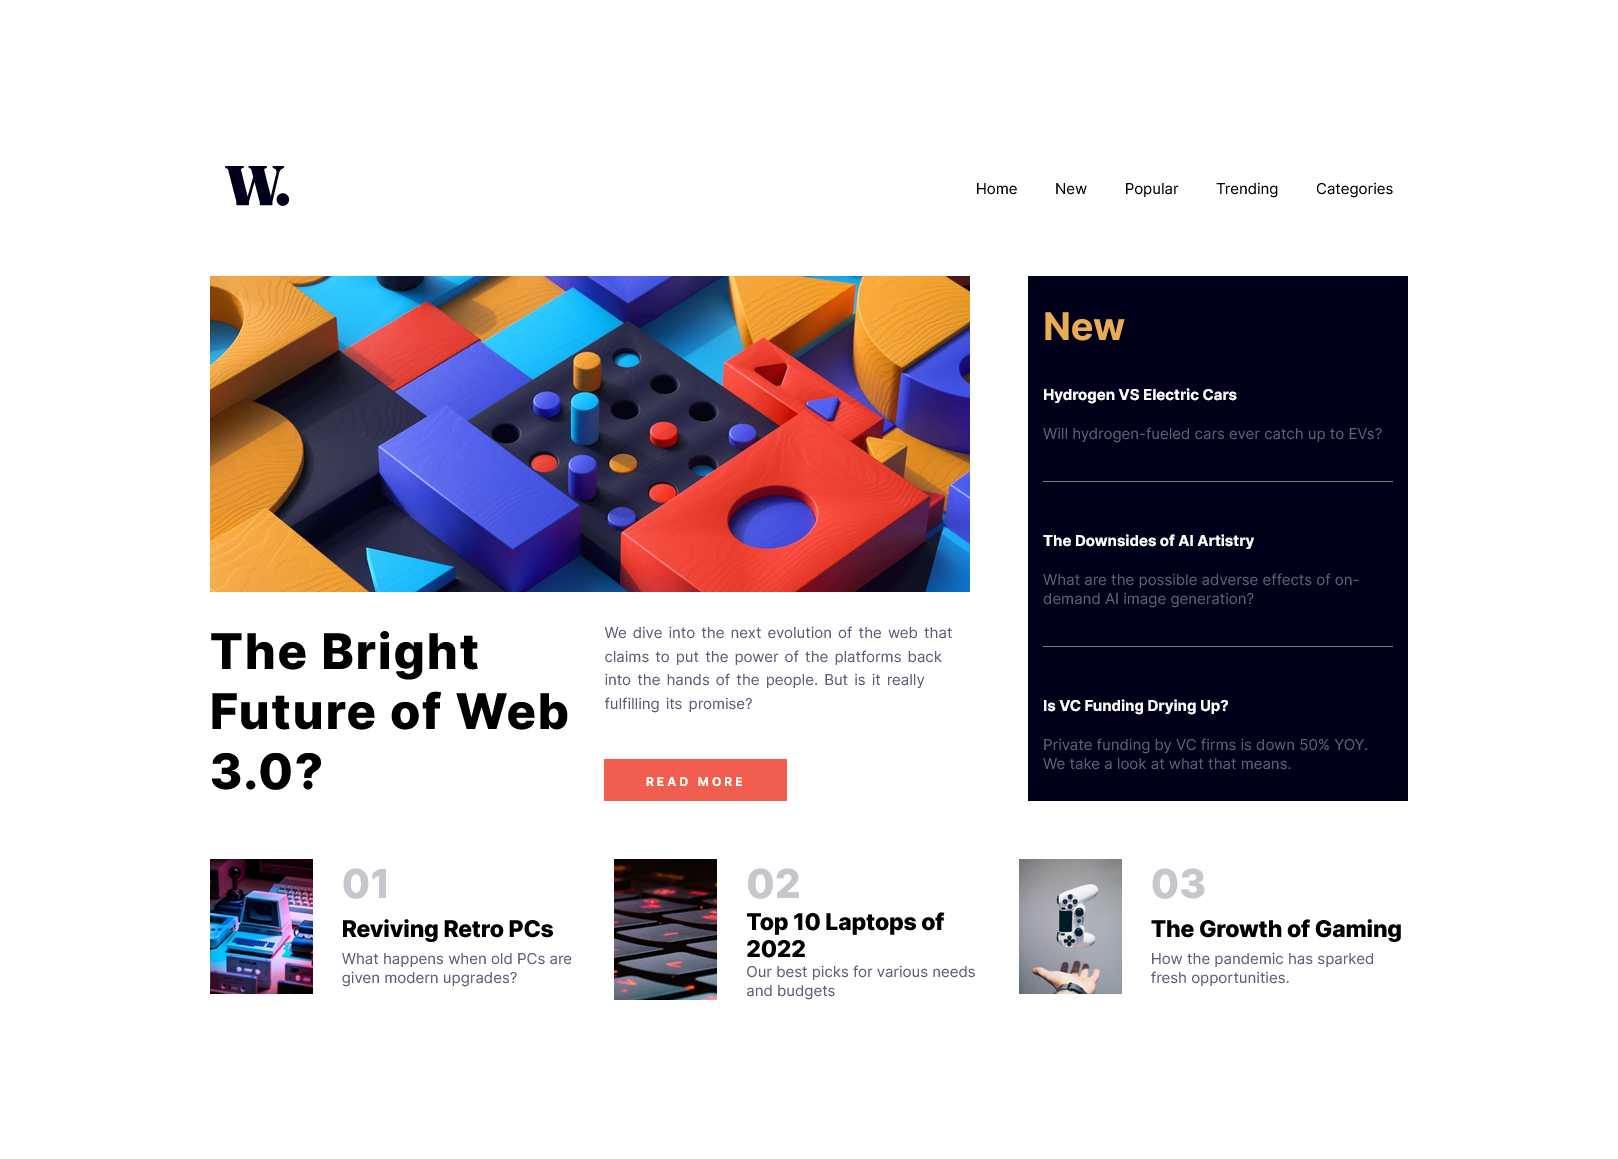 W.
Home
New
Popular
Trending
Categories
The Bright
Future of Web
3.0?
We dive into the next evolution of the web that
claims to put the power of the platforms back
into the hands of the people. But is it really
fulfilling its promise?
READ MORE
New
Hydrogen VS Electric Cars
Will hydrogen-fueled cars ever catch up to EVs?
The Downsides of AI Artistry
What are the possible adverse effects of on-
demand AI image generation?
Is VC Funding Drying Up?
Private funding by VC firms is down 50% YOY.
We take a look at what that means.
01
Reviving Retro PCs
What happens when old PCs are
given modern upgrades?
02
Top 10 Laptops of
2022
Our best picks for various needs
and budgets
03
The Growth of Gaming
How the pandemic has sparked
fresh opportunities.